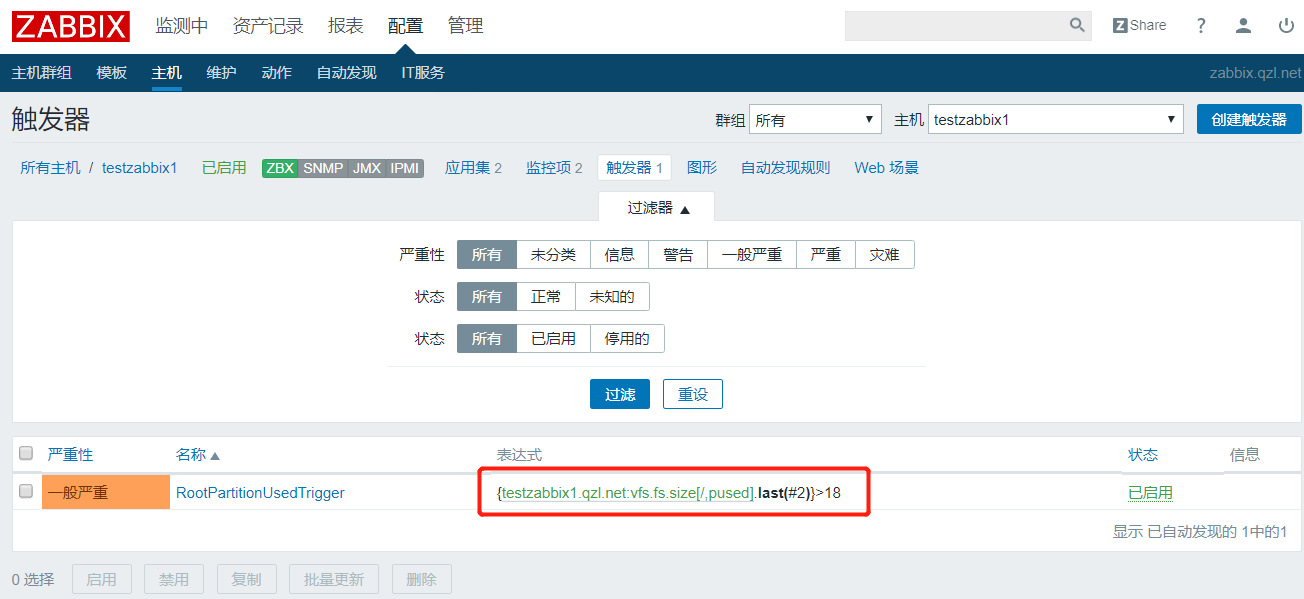 ZABBIX 监测中 资产记录 报表 配置 管理 Z Share ?
主机群组 模板 主机 维护 动作 自动发现 IT服务 zabbix.qzl.net
触发器 群组 所有 ▼ 主机 testzabbix1 ▼ 创建触发器
所有主机 / testzabbix1 已启用 ZBX SNMP JMX IPMI 应用集 2 监控项 2 触发器 1 图形 自动发现规则 Web 场景
过滤器 ▲
严重性 所有 未分类 信息 警告 一般严重 严重 灾难
状态 所有 正常 未知的
状态 所有 已启用 停用的
过滤 重设
严重性 名称 ▲ 表达式 状态 信息
一般严重 RootPartitionUsedTrigger {testzabbix1.qzl.net:vfs.fs.size[/,pused].last(#2)}>18 已启用
显示 已自动发现的 1中的1
0 选择 启用 禁用 复制 批量更新 删除